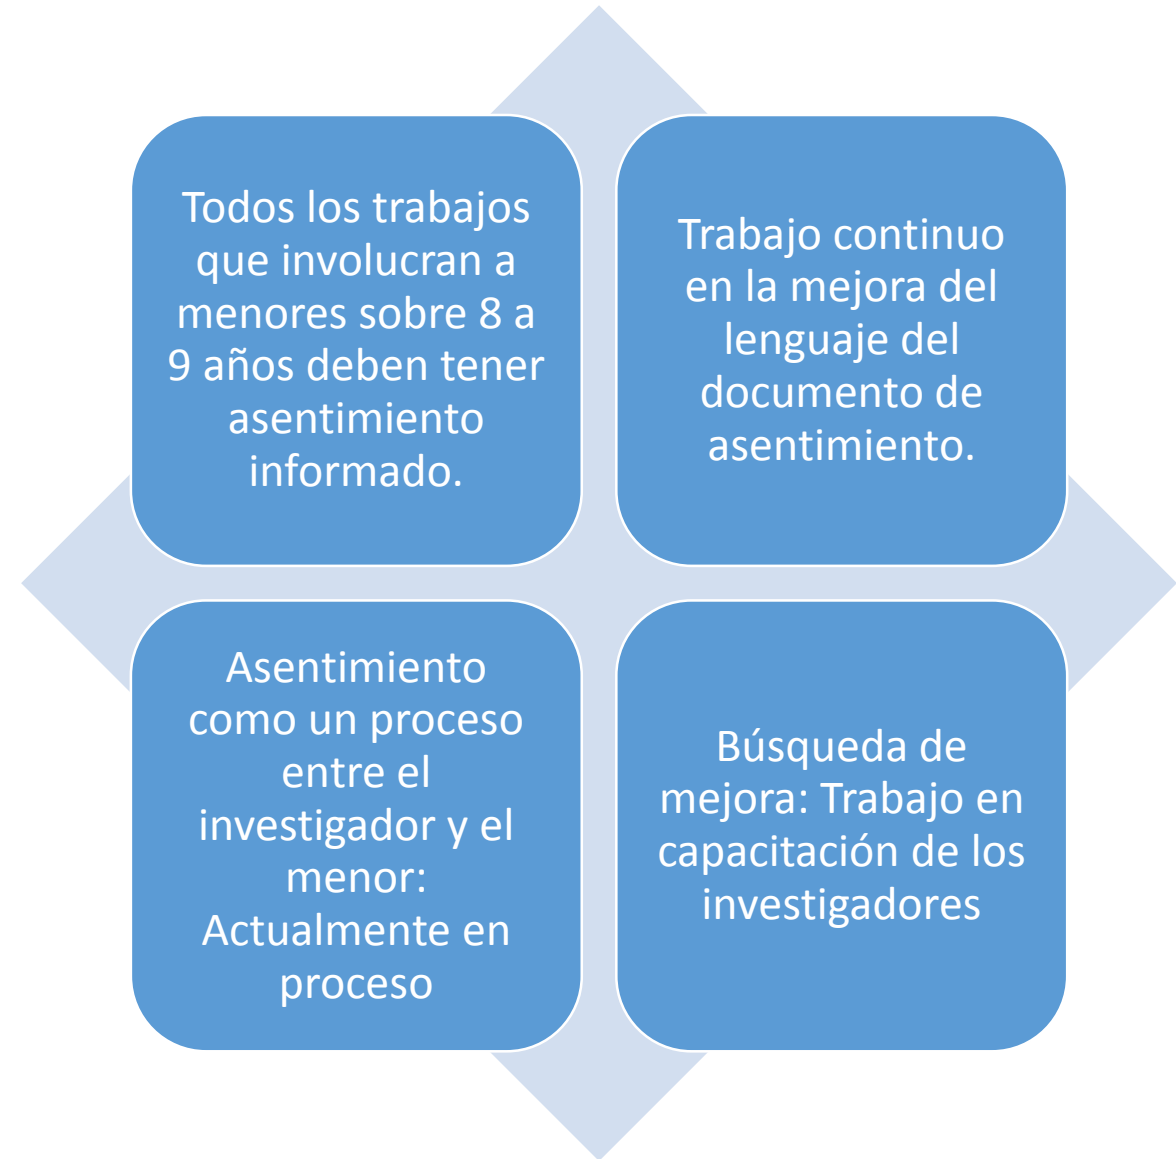 Todos los trabajos
que involucran a
menores sobre 8 a
9 años deben tener
asentimiento
informado.
Trabajo continuo
en la mejora del
lenguaje del
documento de
asentimiento.
Asentimiento
como un proceso
entre el
investigador y el
menor:
Actualmente en
proceso
Búsqueda de
mejora: Trabajo en
capacitación de los
investigadores